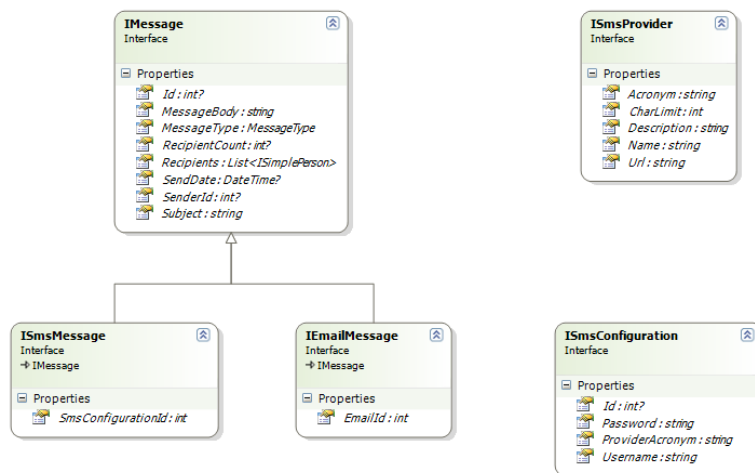 IMessage
Interface
Properties
Id : int?
MessageBody : string
MessageType : MessageType
RecipientCount : int?
Recipients : List<ISimplePerson>
SendDate : DateTime?
SenderId : int?
Subject : string
ISmsProvider
Interface
Properties
Acronym : string
CharLimit : int
Description : string
Name : string
Url : string
ISmsMessage
Interface
IMessage
Properties
SmsConfigurationId : int
IEmailMessage
Interface
IMessage
Properties
EmailId : int
ISmsConfiguration
Interface
Properties
Id : int?
Password : string
ProviderAcronym : string
Username : string